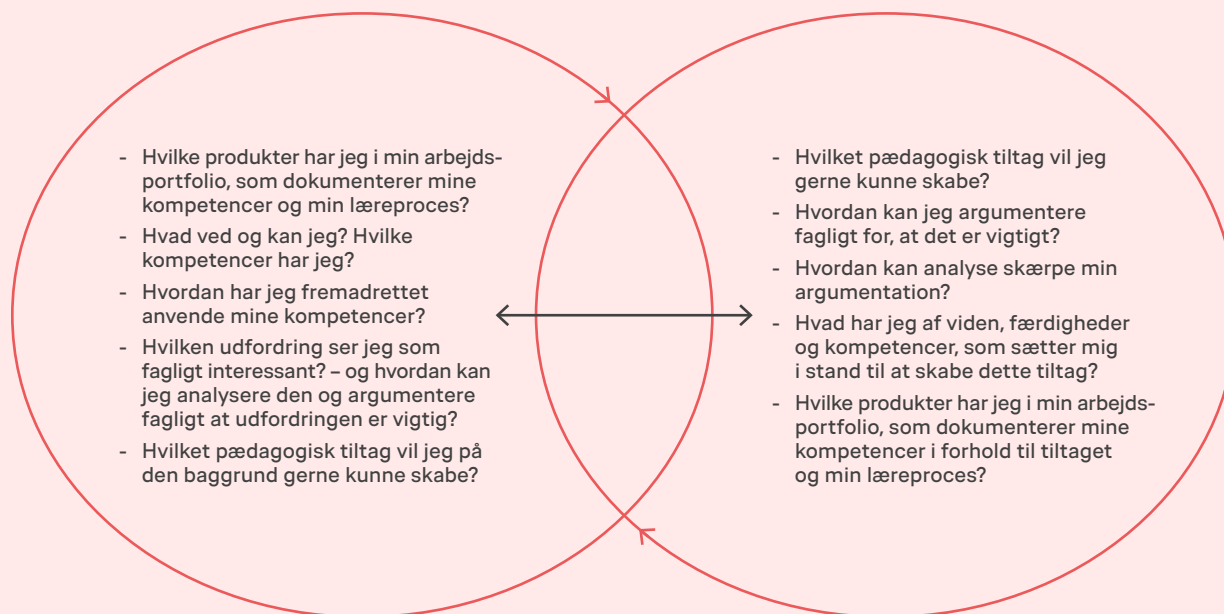 - Hvilke produkter har jeg i min arbejds-
portfolio, som dokumenterer mine
kompetencer og min læreproces?
- Hvad ved og kan jeg? Hvilke
kompetencer har jeg?
- Hvordan har jeg fremadrettet
anvende mine kompetencer?
- Hvilken udfordring ser jeg som
fagligt interessant? – og hvordan kan
jeg analysere den og argumentere
fagligt at udfordringen er vigtig?
- Hvilket pædagogisk tiltag vil jeg på
den baggrund gerne kunne skabe?
- Hvilket pædagogisk tiltag vil jeg
gerne kunne skabe?
- Hvordan kan jeg argumentere
fagligt for, at det er vigtigt?
- Hvordan kan analyse skærpe min
argumentation?
- Hvad har jeg af viden, færdigheder
og kompetencer, som sætter mig
i stand til at skabe dette tiltag?
- Hvilke produkter har jeg i min arbejds-
portfolio, som dokumenterer mine
kompetencer i forhold til tiltaget
og min læreproces?